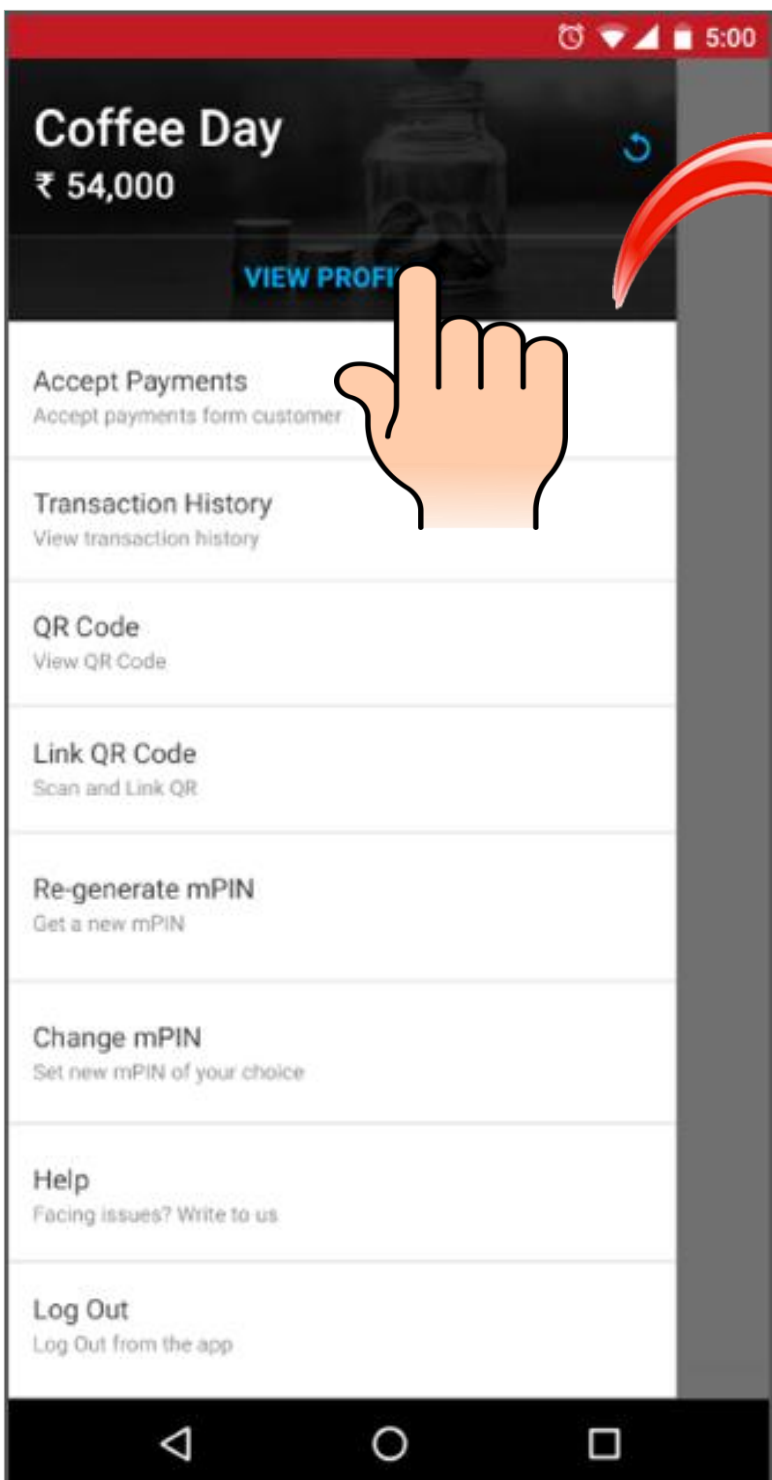 5:00
Coffee Day
₹ 54,000
VIEW
Accept Payments
Accept payments form customer
Transaction History
View transaction history
QR Code
View QR Code
Link QR Code
Scan and Link QR
Re-generate mPIN
Get a new mPIN
Change mPIN
Set new mPIN of your choice
Help
Facing issues? Write to us
Log Out
Log Out from the app